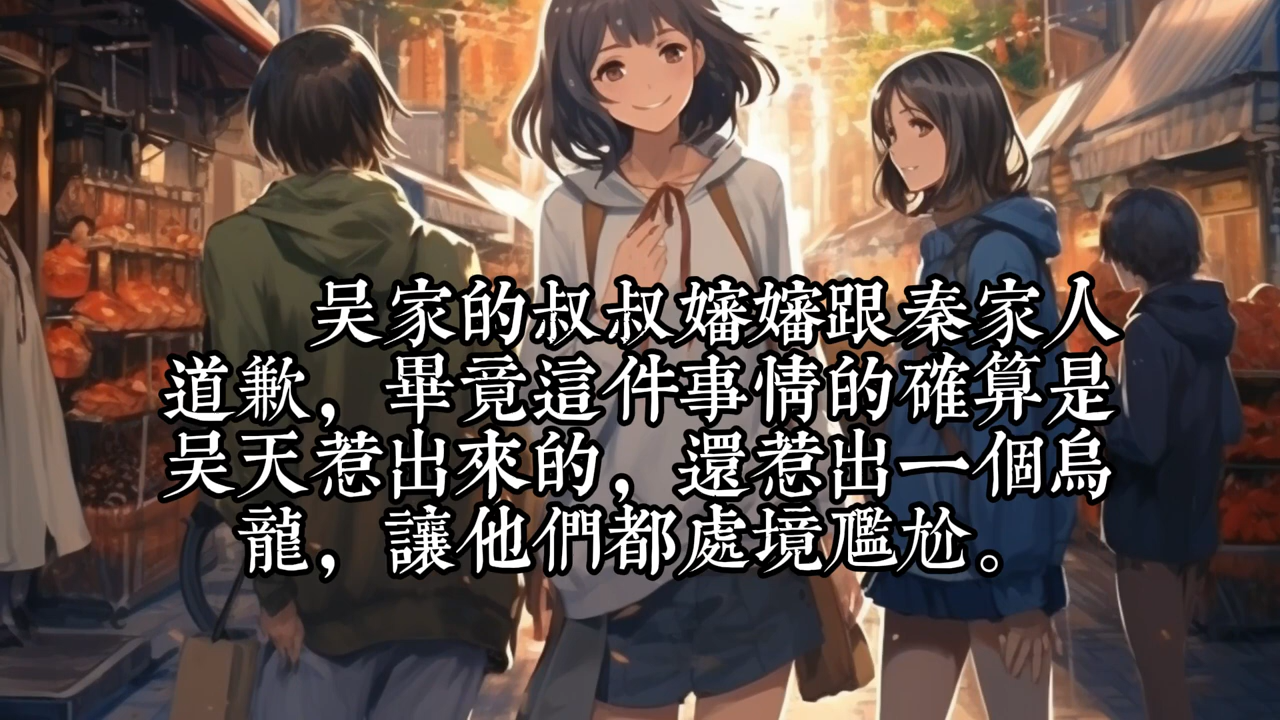 吴家的叔叔嬸嬸跟秦家人
道歉，畢竟這件事情的確算是
吴天惹出來的，還惹出一個烏
龍，讓他們都處境尷尬。